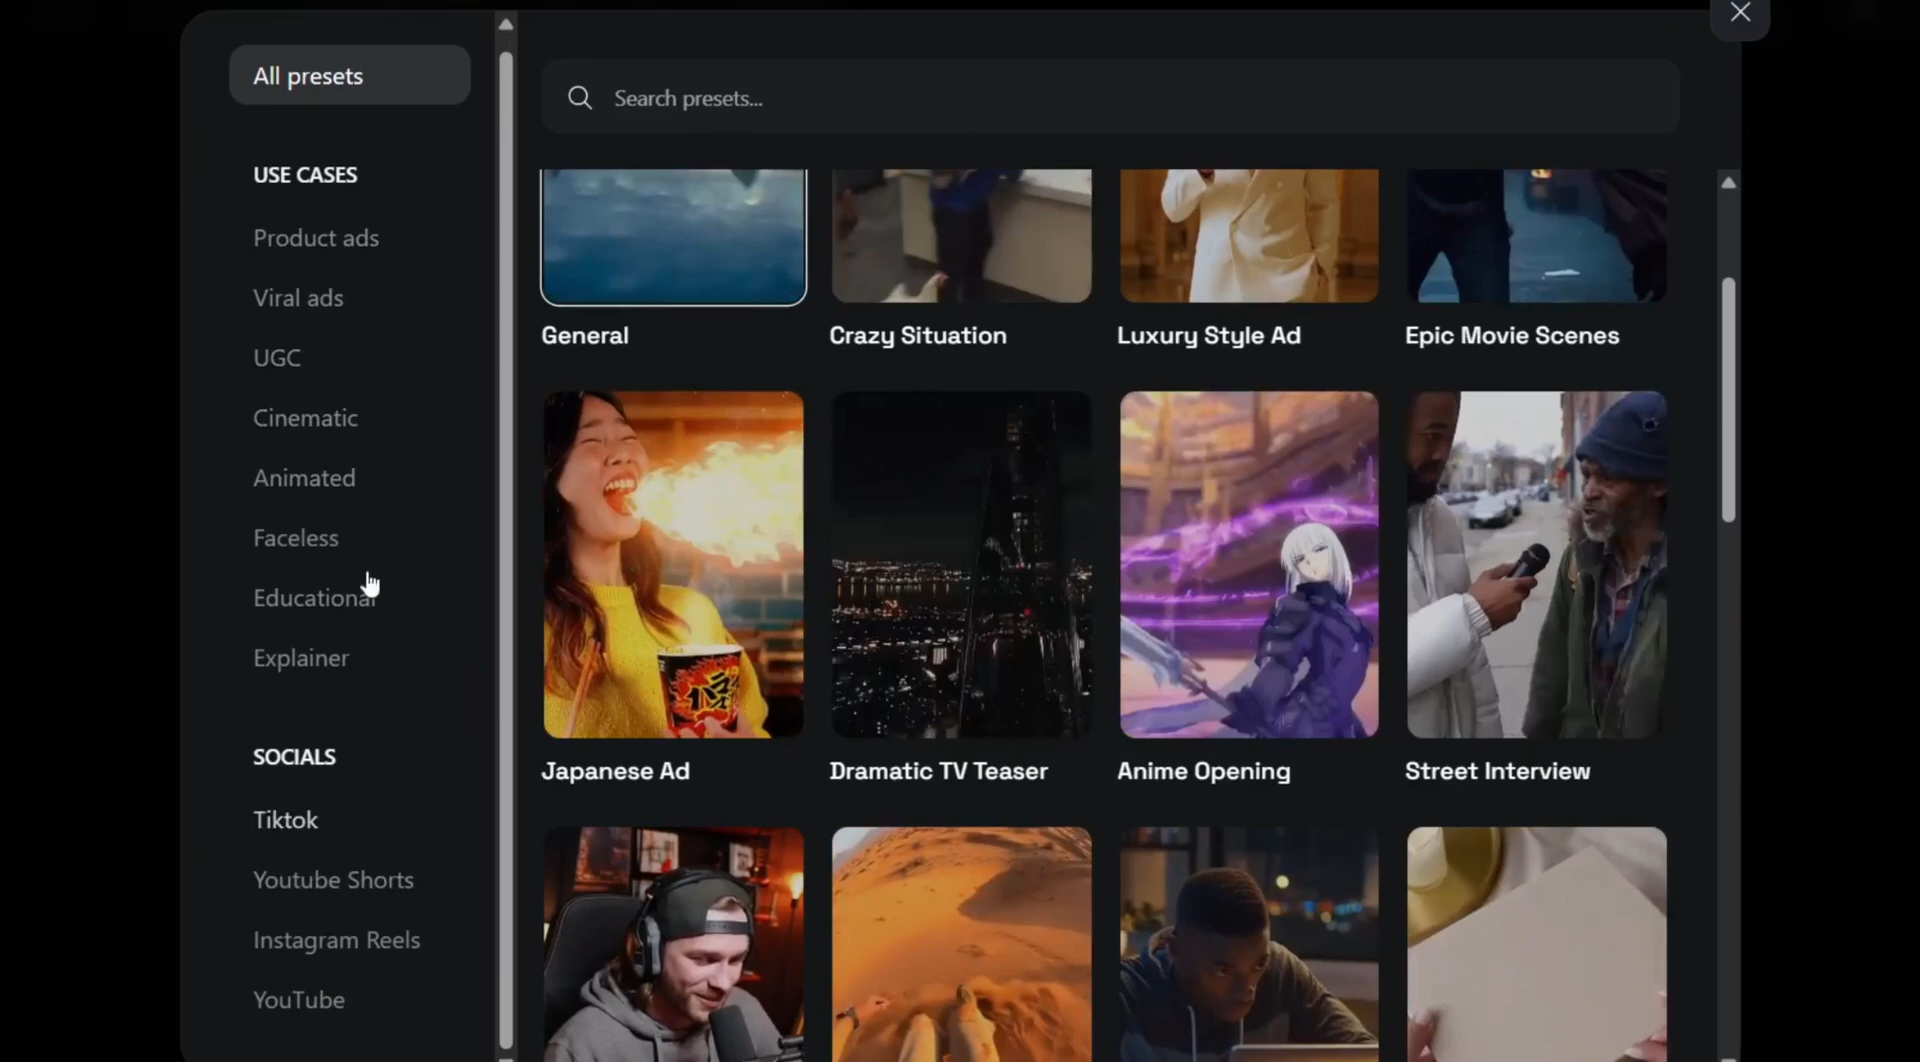 All presets
USE CASES
Product ads
Viral ads
UGC
Cinematic
Animated
Faceless
Educational
Explainer
SOCIALS
Tiktok
Youtube Shorts
Instagram Reels
YouTube
Search presets...
General
Crazy Situation
Luxury Style Ad
Epic Movie Scenes
Japanese Ad
Dramatic TV Teaser
Anime Opening
Street Interview